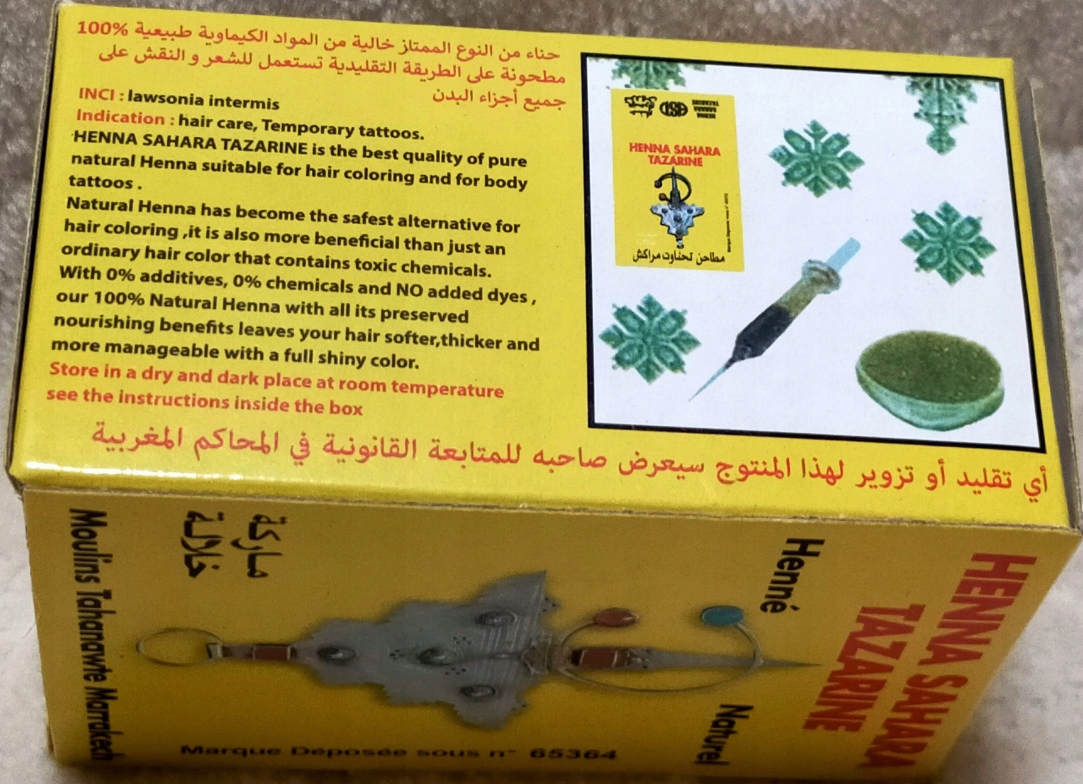 حناء من النوع الممتاز خالية من المواد الكيماوية طبيعية 100%
مطحونة على الطريقة التقليدية تستعمل للشعر و النقش على
جميع أجزاء البدن
INCI : lawsonia intermis
Indication : hair care, Temporary tattoos.
HENNA SAHARA TAZARINE is the best quality of pure
natural Henna suitable for hair coloring and for body
tattoos .
Natural Henna has become the safest alternative for
hair coloring ,it is also more beneficial than just an
ordinary hair color that contains toxic chemicals.
With 0% additives, 0% chemicals and NO added dyes ,
our 100% Natural Henna with all its preserved
nourishing benefits leaves your hair softer,thicker and
more manageable with a full shiny color.
Store in a dry and dark place at room temperature
see the instructions inside the box
HENNA SAHARA
TAZARINE
HENNA SAHARA
TAZARINE
مطاحن تحناوت مراكش
أي تقليد أو تزوير لهذا المنتوج سيعرض صاحبه للمتابعة القانونية في المحاكم المغربية
HENNA SAHARA
TAZARINE
Henné
Naturel
ماركة
خلالة
Moulins Tahanawte Marrakech
Marque Déposée sous n° 65364